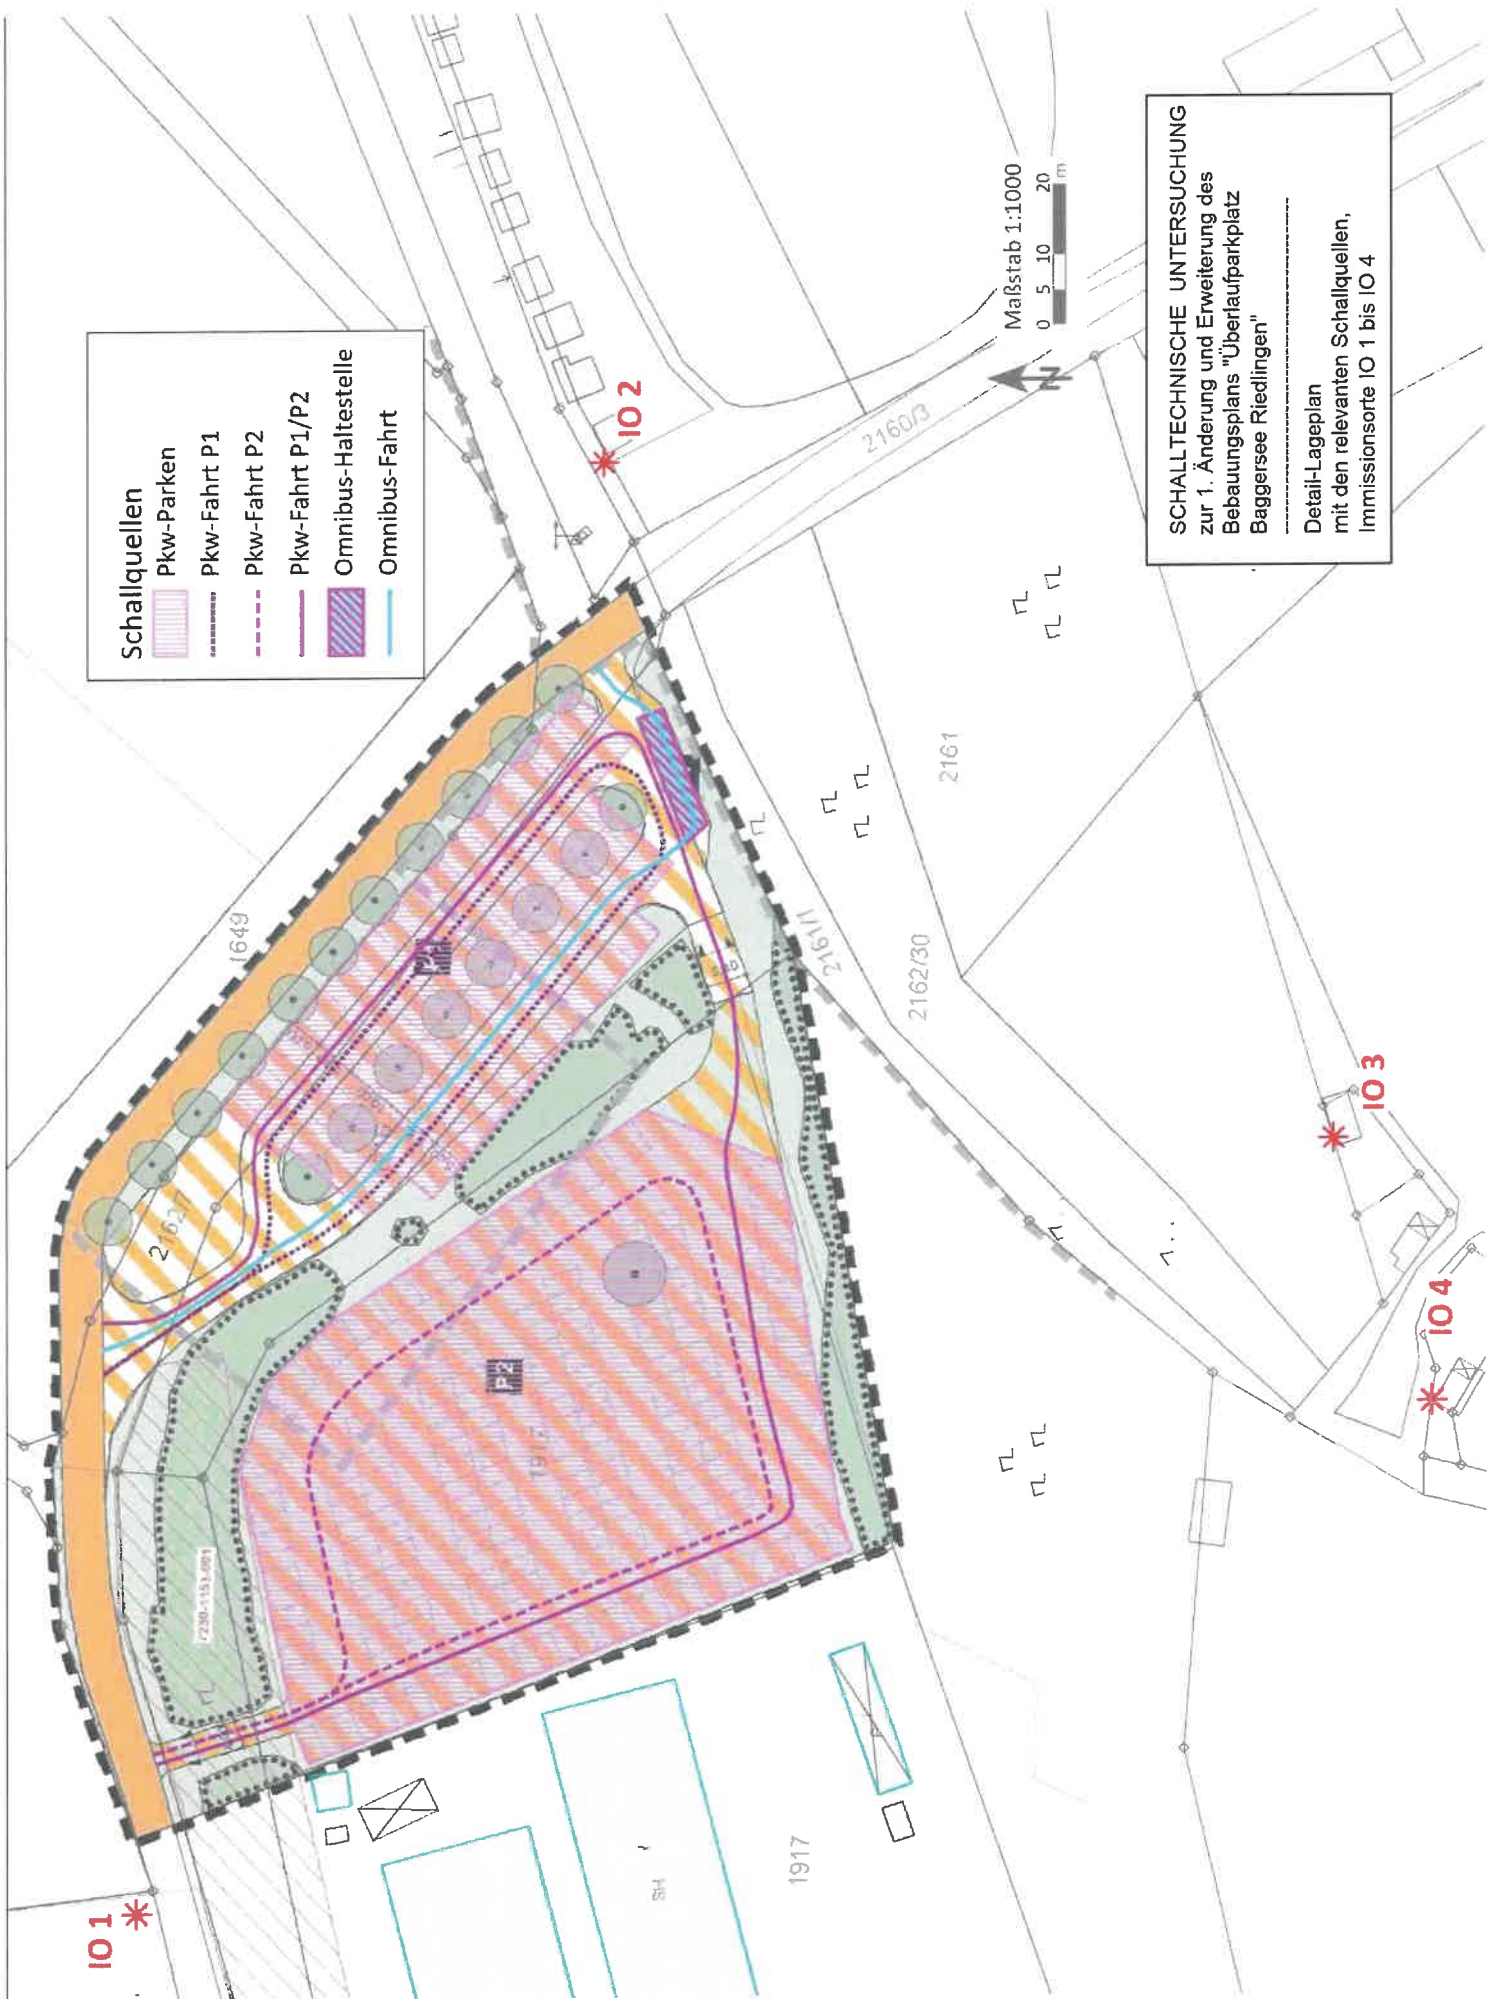 Schallquellen
Pkw-Parken
Pkw-Fahrt P1
Pkw-Fahrt P2
Pkw-Fahrt P1/P2
Omnibus-Haltestelle
Omnibus-Fahrt
IO 1
IO 2
IO 3
IO 4
1649
P2
1917
SH
2161/1
2162/30
2161
2160/3
Maßstab 1:1000
0 5 10 20
m
N
SCHALLTECHNISCHE UNTERSUCHUNG
zur 1. Änderung und Erweiterung des
Bebauungsplans "Überlaufparkplatz
Baggersee Riedlingen"
Detail-Lageplan
mit den relevanten Schallquellen,
Immissionsorte IO 1 bis IO 4